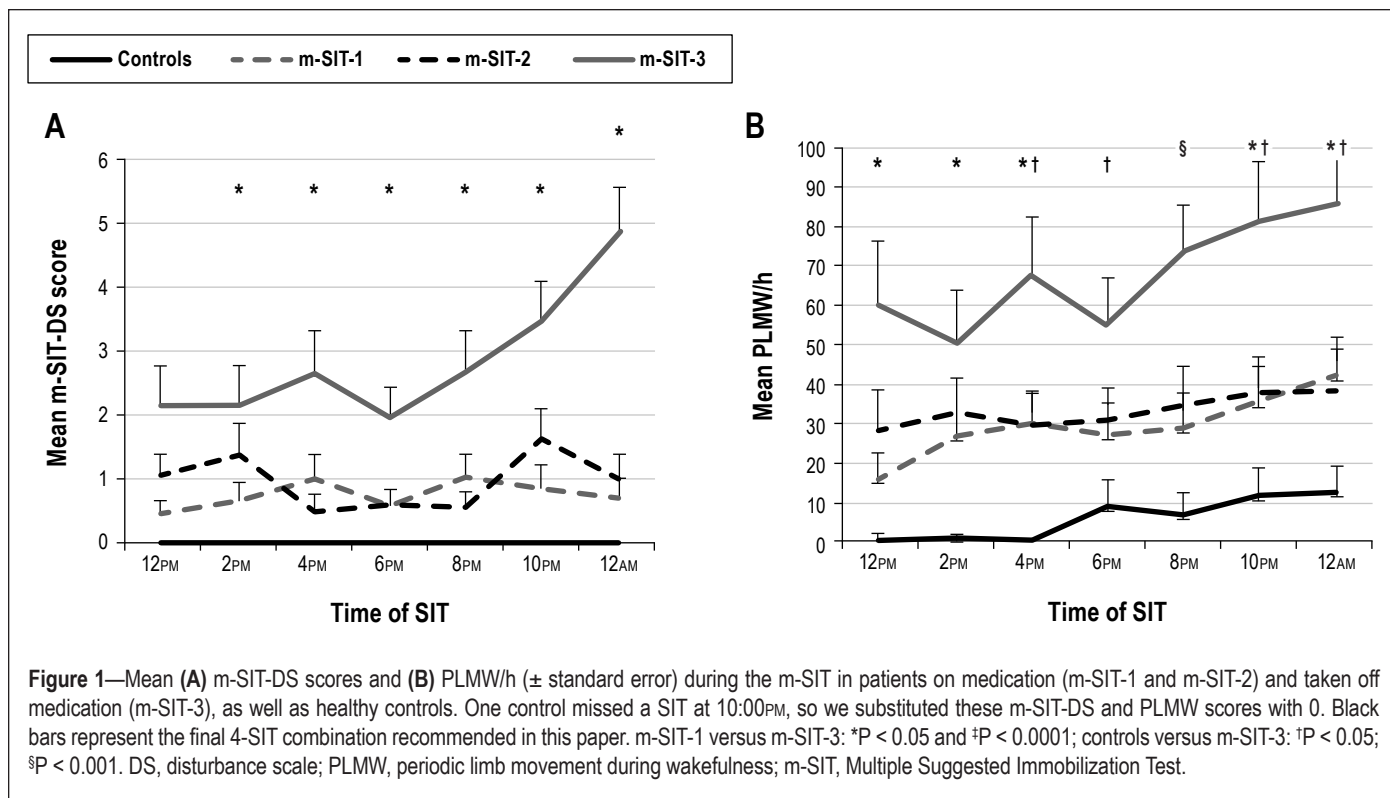 Controls m-SIT-1 m-SIT-2 m-SIT-3
A
*
* * * * *
6
5
4
3
2
1
0
Mean m-SIT-DS score
12PM 2PM 4PM 6PM 8PM 10PM 12AM
Time of SIT
B
* * *† † § *† *†
100
90
80
70
60
50
40
30
20
10
0
Mean PLMW/h
12PM 2PM 4PM 6PM 8PM 10PM 12AM
Time of SIT
Figure 1—Mean (A) m-SIT-DS scores and (B) PLMW/h (± standard error) during the m-SIT in patients on medication (m-SIT-1 and m-SIT-2) and taken off
medication (m-SIT-3), as well as healthy controls. One control missed a SIT at 10:00PM, so we substituted these m-SIT-DS and PLMW scores with 0. Black
bars represent the final 4-SIT combination recommended in this paper. m-SIT-1 versus m-SIT-3: *P < 0.05 and ‡P < 0.0001; controls versus m-SIT-3: †P < 0.05;
§P < 0.001. DS, disturbance scale; PLMW, periodic limb movement during wakefulness; m-SIT, Multiple Suggested Immobilization Test.